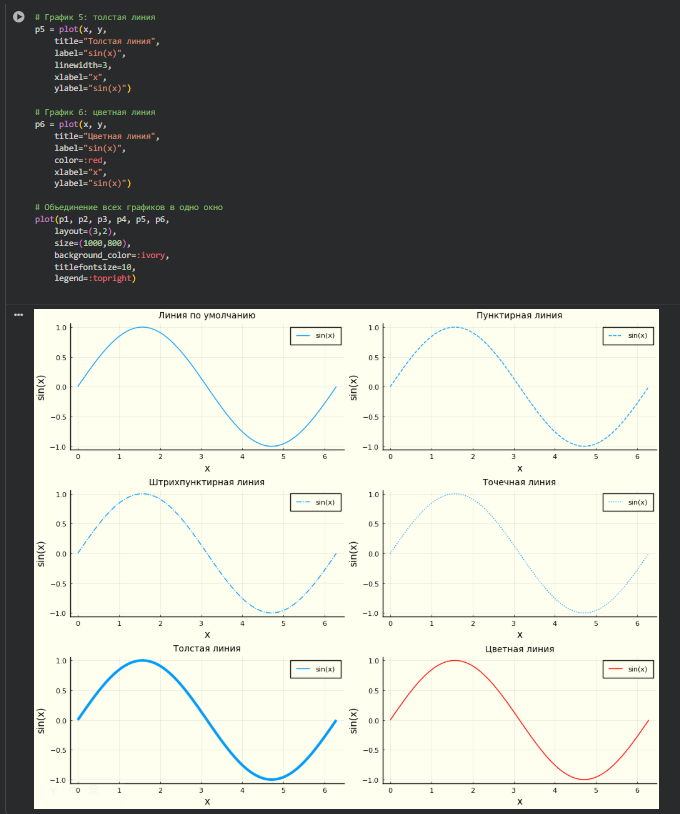 # График 5: толстая линия
p5 = plot(x, y,
title="Толстая линия",
label="sin(x)",
linewidth=3,
xlabel="x",
ylabel="sin(x)")
# График 6: цветная линия
p6 = plot(x, y,
title="Цветная линия",
label="sin(x)",
color=:red,
xlabel="x",
ylabel="sin(x)")
# Объединение всех графиков в одно окно
plot(p1, p2, p3, p4, p5, p6,
layout=(3,2),
size=(1000,800),
background_color=:ivory,
titlefontsize=10,
legend=:topright)
Линия по умолчанию
sin(x)
1.0
0.5
0.0
−0.5
−1.0
sin(x)
0 1 2 3 4 5 6
x
Пунктирная линия
sin(x)
1.0
0.5
0.0
−0.5
−1.0
sin(x)
0 1 2 3 4 5 6
x
Штрихпунктирная линия
sin(x)
1.0
0.5
0.0
−0.5
−1.0
sin(x)
0 1 2 3 4 5 6
x
Точечная линия
sin(x)
1.0
0.5
0.0
−0.5
−1.0
sin(x)
0 1 2 3 4 5 6
x
Толстая линия
sin(x)
1.0
0.5
0.0
−0.5
−1.0
sin(x)
0 1 2 3 4 5 6
x
Цветная линия
sin(x)
1.0
0.5
0.0
−0.5
−1.0
sin(x)
0 1 2 3 4 5 6
x